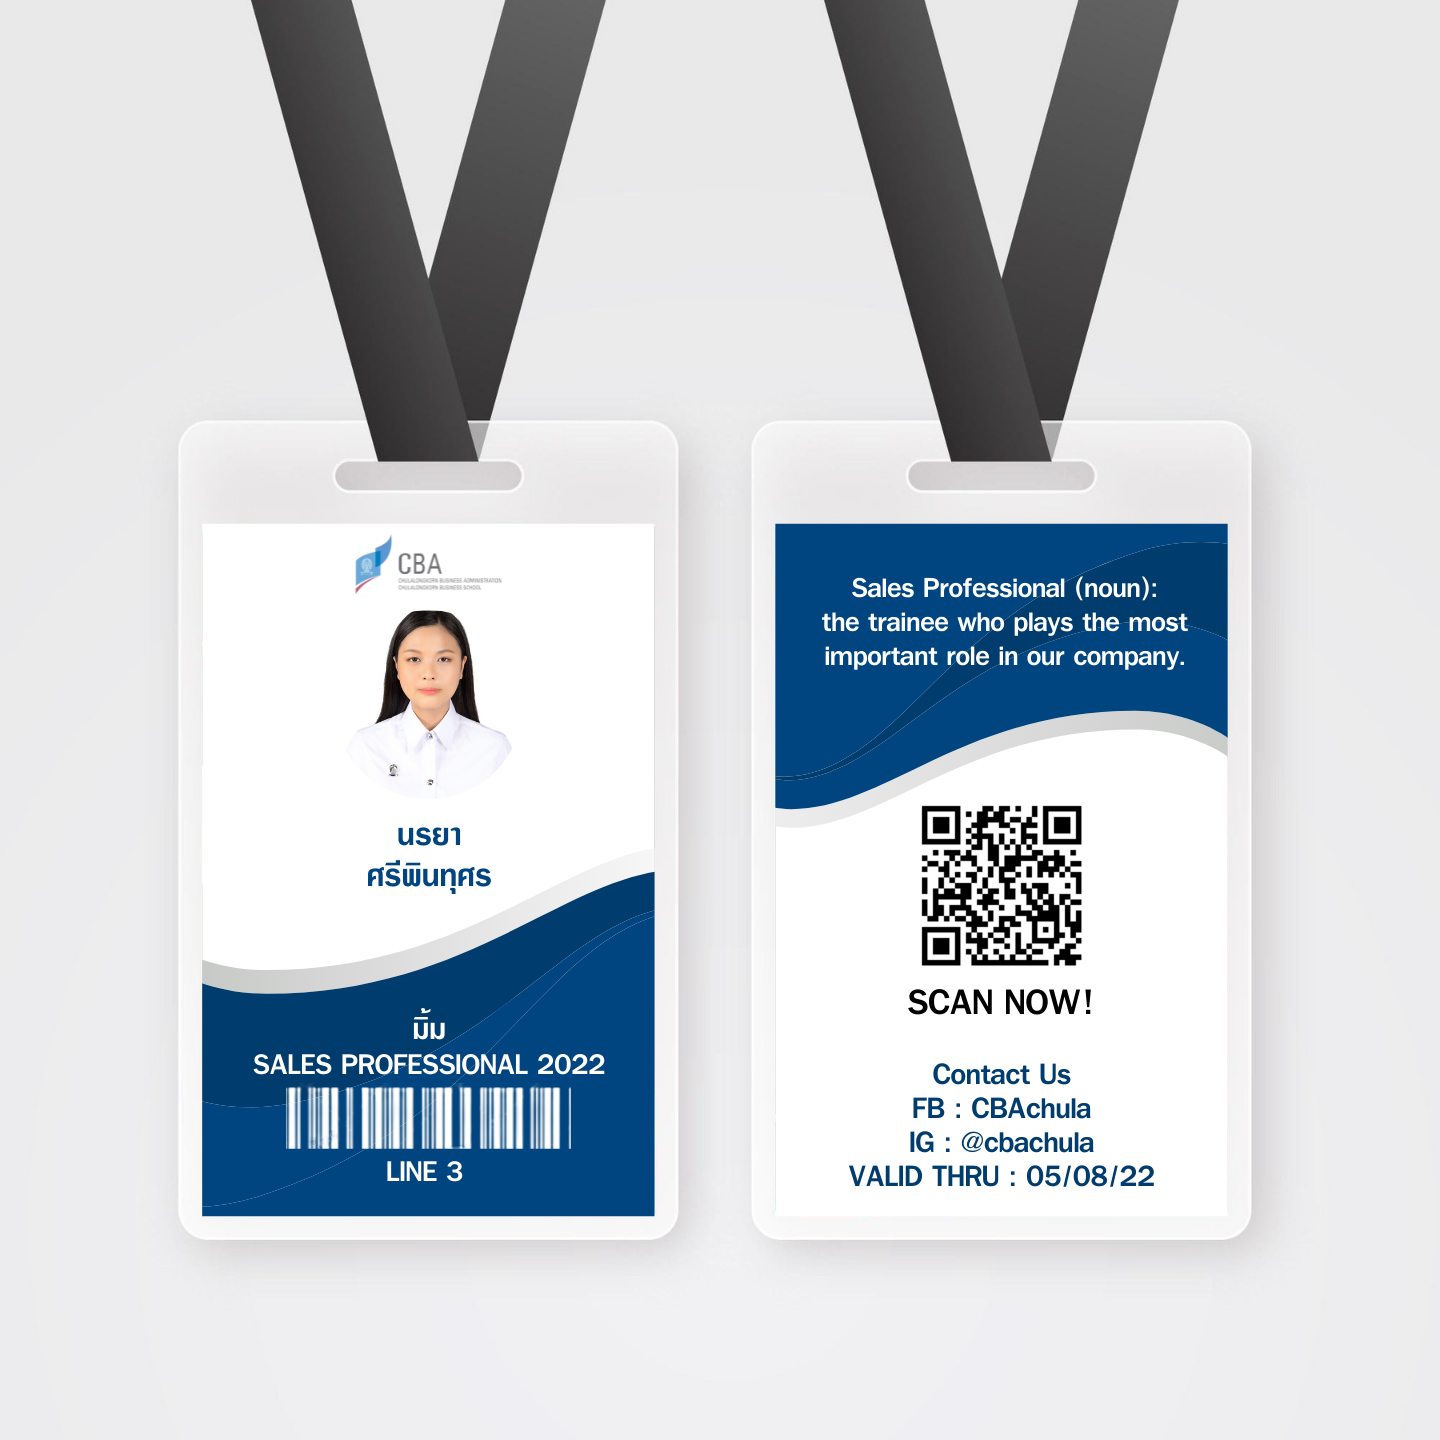 CBA
CHULALONGKORN BUSINESS ADMINISTRATION
CHULALONGKORN BUSINESS SCHOOL
นรยา
ศรีพินทุศร
มิ้ม
SALES PROFESSIONAL 2022
LINE 3
Sales Professional (noun):
the trainee who plays the most
important role in our company.
SCAN NOW!
Contact Us
FB : CBAchula
IG : @cbachula
VALID THRU : 05/08/22